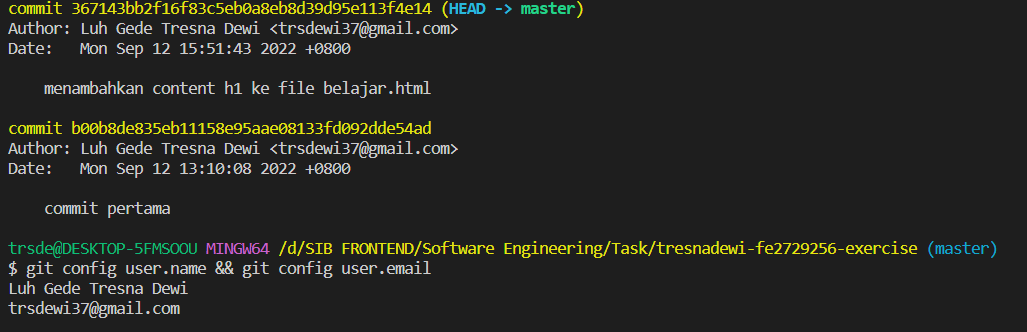 commit 367143bb2f16f83c5eb0a8eb8d39d95e113f4e14 (HEAD -> master)
Author: Luh Gede Tresna Dewi <trsdewi37@gmail.com>
Date:   Mon Sep 12 15:51:43 2022 +0800
menambahkan content h1 ke file belajar.html
commit b00b8de835eb11158e95aae08133fd092dde54ad
Author: Luh Gede Tresna Dewi <trsdewi37@gmail.com>
Date:   Mon Sep 12 13:10:08 2022 +0800
commit pertama
trsde@DESKTOP-5FMSOOU MINGW64 /d/SIB FRONTEND/Software Engineering/Task/tresnadewi-fe2729256-exercise (master)
$ git config user.name && git config user.email
Luh Gede Tresna Dewi
trsdewi37@gmail.com